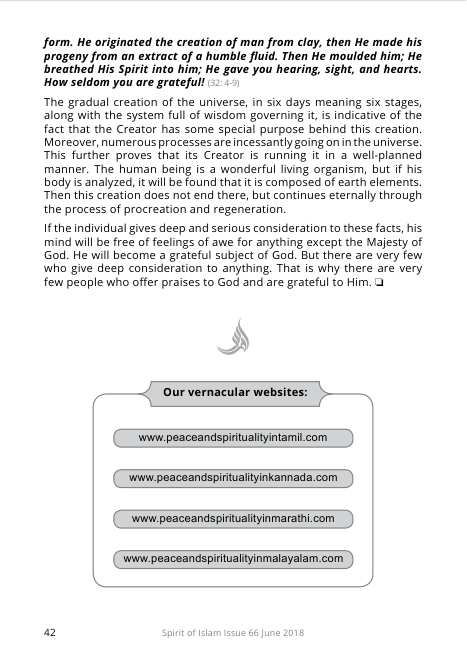 form. He originated the creation of man from clay, then He made his
progeny from an extract of a humble fluid. Then He moulded him; He
breathed His Spirit into him; He gave you hearing, sight, and hearts.
How seldom you are grateful! (32: 4-9)
The gradual creation of the universe, in six days meaning six stages,
along with the system full of wisdom governing it, is indicative of the
fact that the Creator has some special purpose behind this creation.
Moreover, numerous processes are incessantly going on in the universe.
This further proves that its Creator is running it in a well-planned
manner. The human being is a wonderful living organism, but if his
body is analyzed, it will be found that it is composed of earth elements.
Then this creation does not end there, but continues eternally through
the process of procreation and regeneration.
If the individual gives deep and serious consideration to these facts, his
mind will be free of feelings of awe for anything except the Majesty of
God. He will become a grateful subject of God. But there are very few
who give deep consideration to anything. That is why there are very
few people who offer praises to God and are grateful to Him. ❏
Our vernacular websites:
www.peaceandspiritualityintamil.com
www.peaceandspiritualityinkannada.com
www.peaceandspiritualityinmarathi.com
www.peaceandspiritualityinmalayalam.com
42 Spirit of Islam Issue 66 June 2018